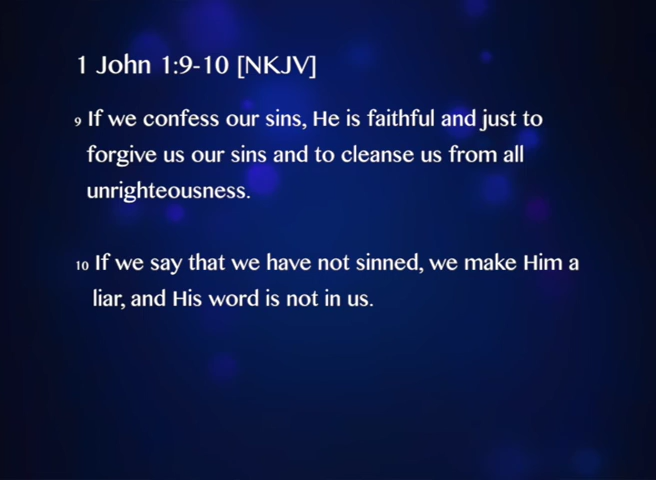 1 John 1:9-10 [NKJV]
9 If we confess our sins, He is faithful and just to
forgive us our sins and to cleanse us from all
unrighteousness.
10 If we say that we have not sinned, we make Him a
liar, and His word is not in us.